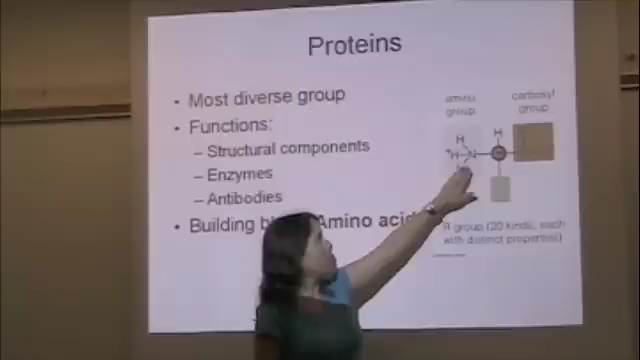 Proteins
• Most diverse group
• Functions:
– Structural components
– Enzymes
– Antibodies
• Building Amino acid
amino
group
carboxyl
group
H
H
+H N
R group (20 kinds, each
with distinct properties)